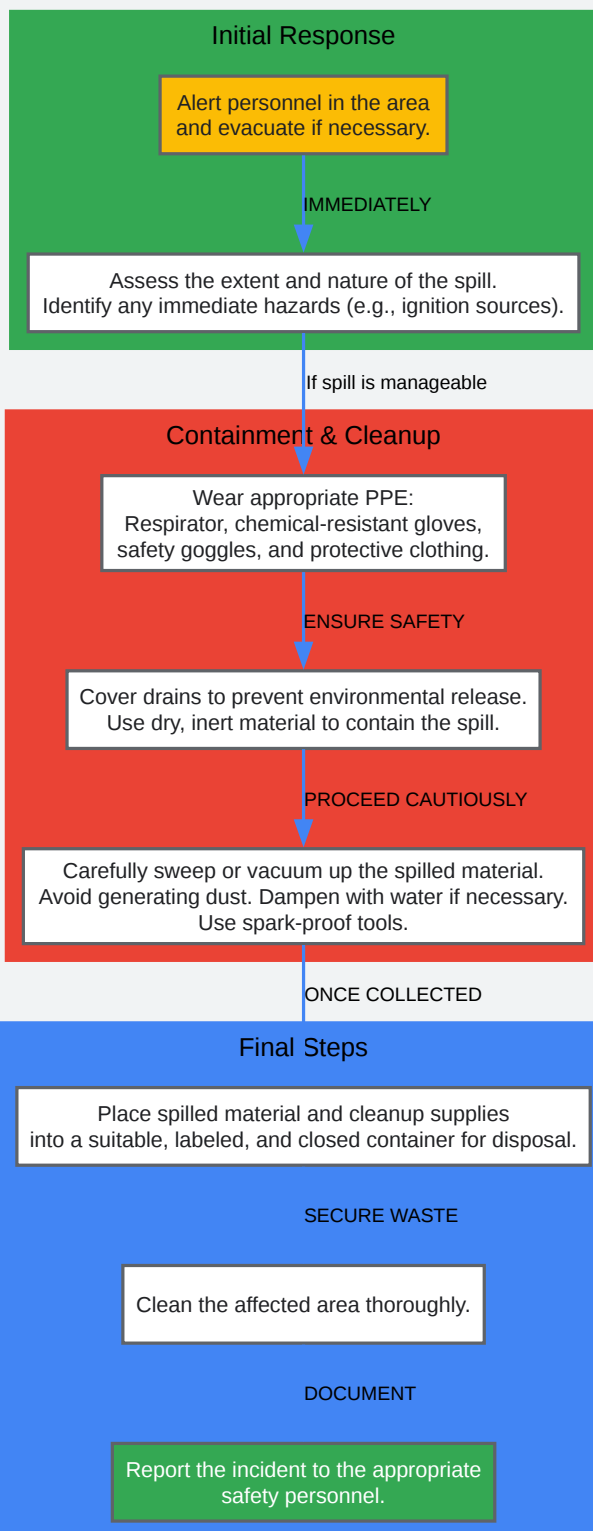 Initial Response
Alert personnel in the area
and evacuate if necessary.
IMMEDIATELY
Assess the extent and nature of the spill.
Identify any immediate hazards (e.g., ignition sources).
If spill is manageable
Containment & Cleanup
Wear appropriate PPE:
Respirator, chemical-resistant gloves,
safety goggles, and protective clothing.
ENSURE SAFETY
Cover drains to prevent environmental release.
Use dry, inert material to contain the spill.
PROCEED CAUTIOUSLY
Carefully sweep or vacuum up the spilled material.
Avoid generating dust. Dampen with water if necessary.
Use spark-proof tools.
ONCE COLLECTED
Final Steps
Place spilled material and cleanup supplies
into a suitable, labeled, and closed container for disposal.
SECURE WASTE
Clean the affected area thoroughly.
DOCUMENT
Report the incident to the appropriate
safety personnel.